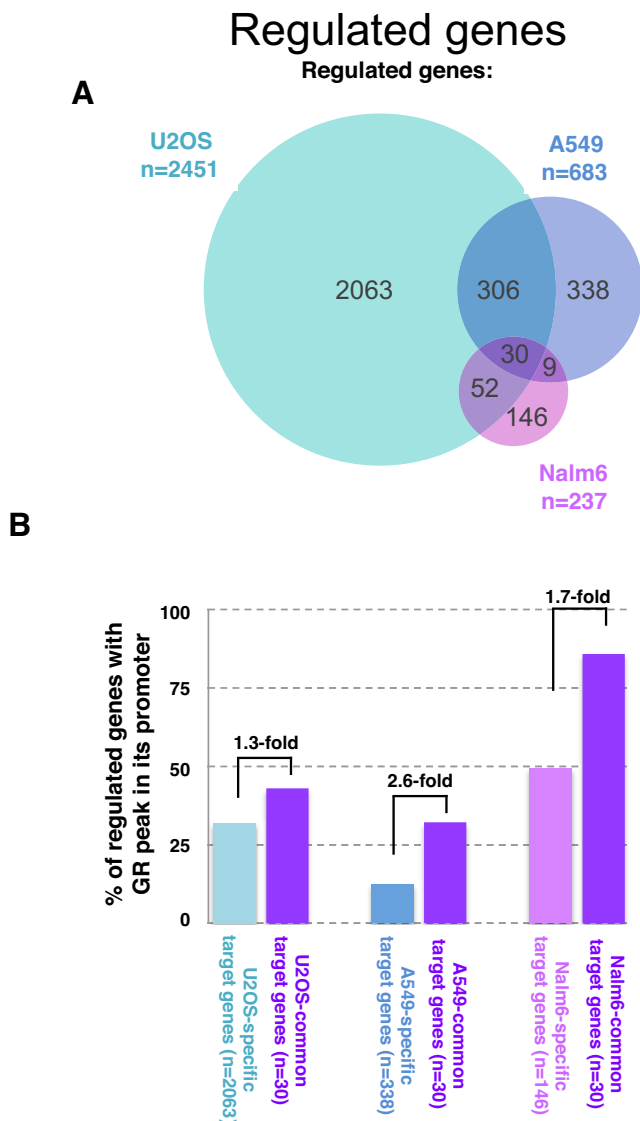 Regulated genes
Regulated genes:
A
U2OS
n=2451
A549
n=683
2063
306
338
30
9
52
146
Nalm6
n=237
B
% of regulated genes with
GR peak in its promoter
100
75
50
25
0
1.3-fold
2.6-fold
1.7-fold
U2OS-specific
target genes (n=2063)
U2OS-common
target genes (n=30)
A549-specific
target genes (n=338)
A549-common
target genes (n=30)
Nalm6-specific
target genes (n=146)
Nalm6-common
target genes (n=30)